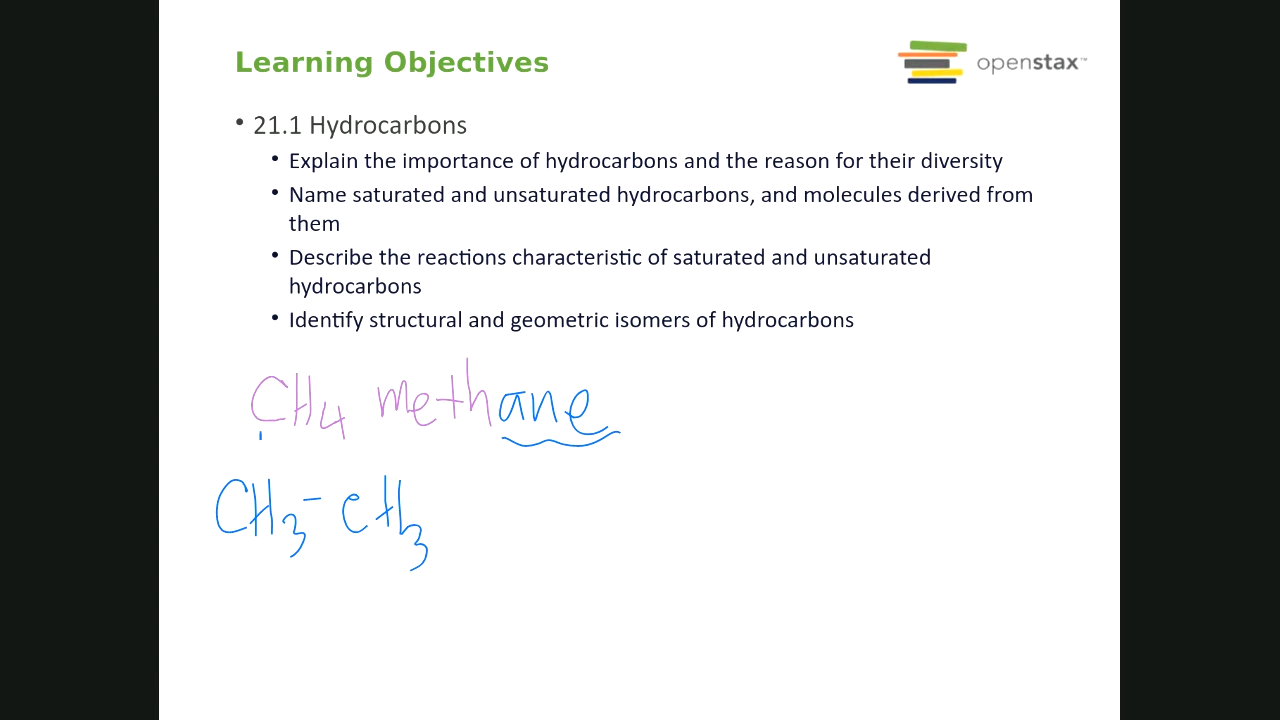 Learning Objectives
openstax™
• 21.1 Hydrocarbons
• Explain the importance of hydrocarbons and the reason for their diversity
• Name saturated and unsaturated hydrocarbons, and molecules derived from
them
• Describe the reactions characteristic of saturated and unsaturated
hydrocarbons
• Identify structural and geometric isomers of hydrocarbons
CH4 methane
CH3-CH3